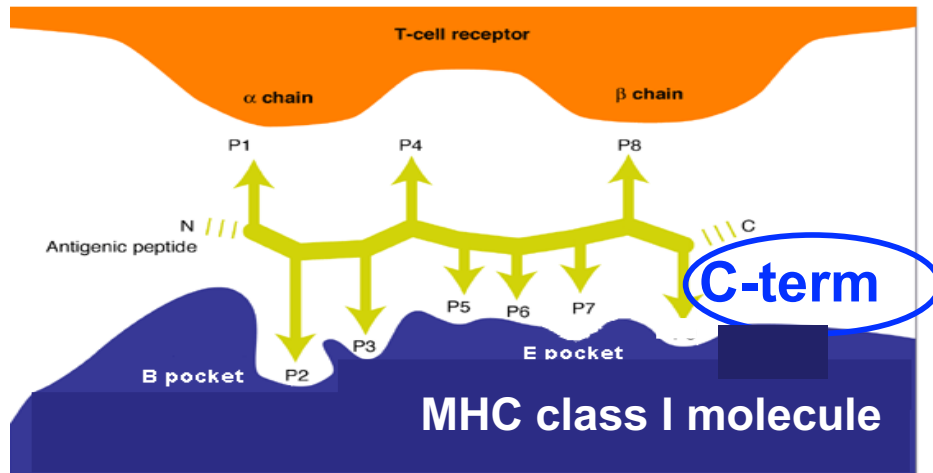 T-cell receptor
α chain
β chain
P1
P4
P8
N
C
Antigenic peptide
C-term
P5
P6
P7
P3
E pocket
B pocket
P2
MHC class I molecule